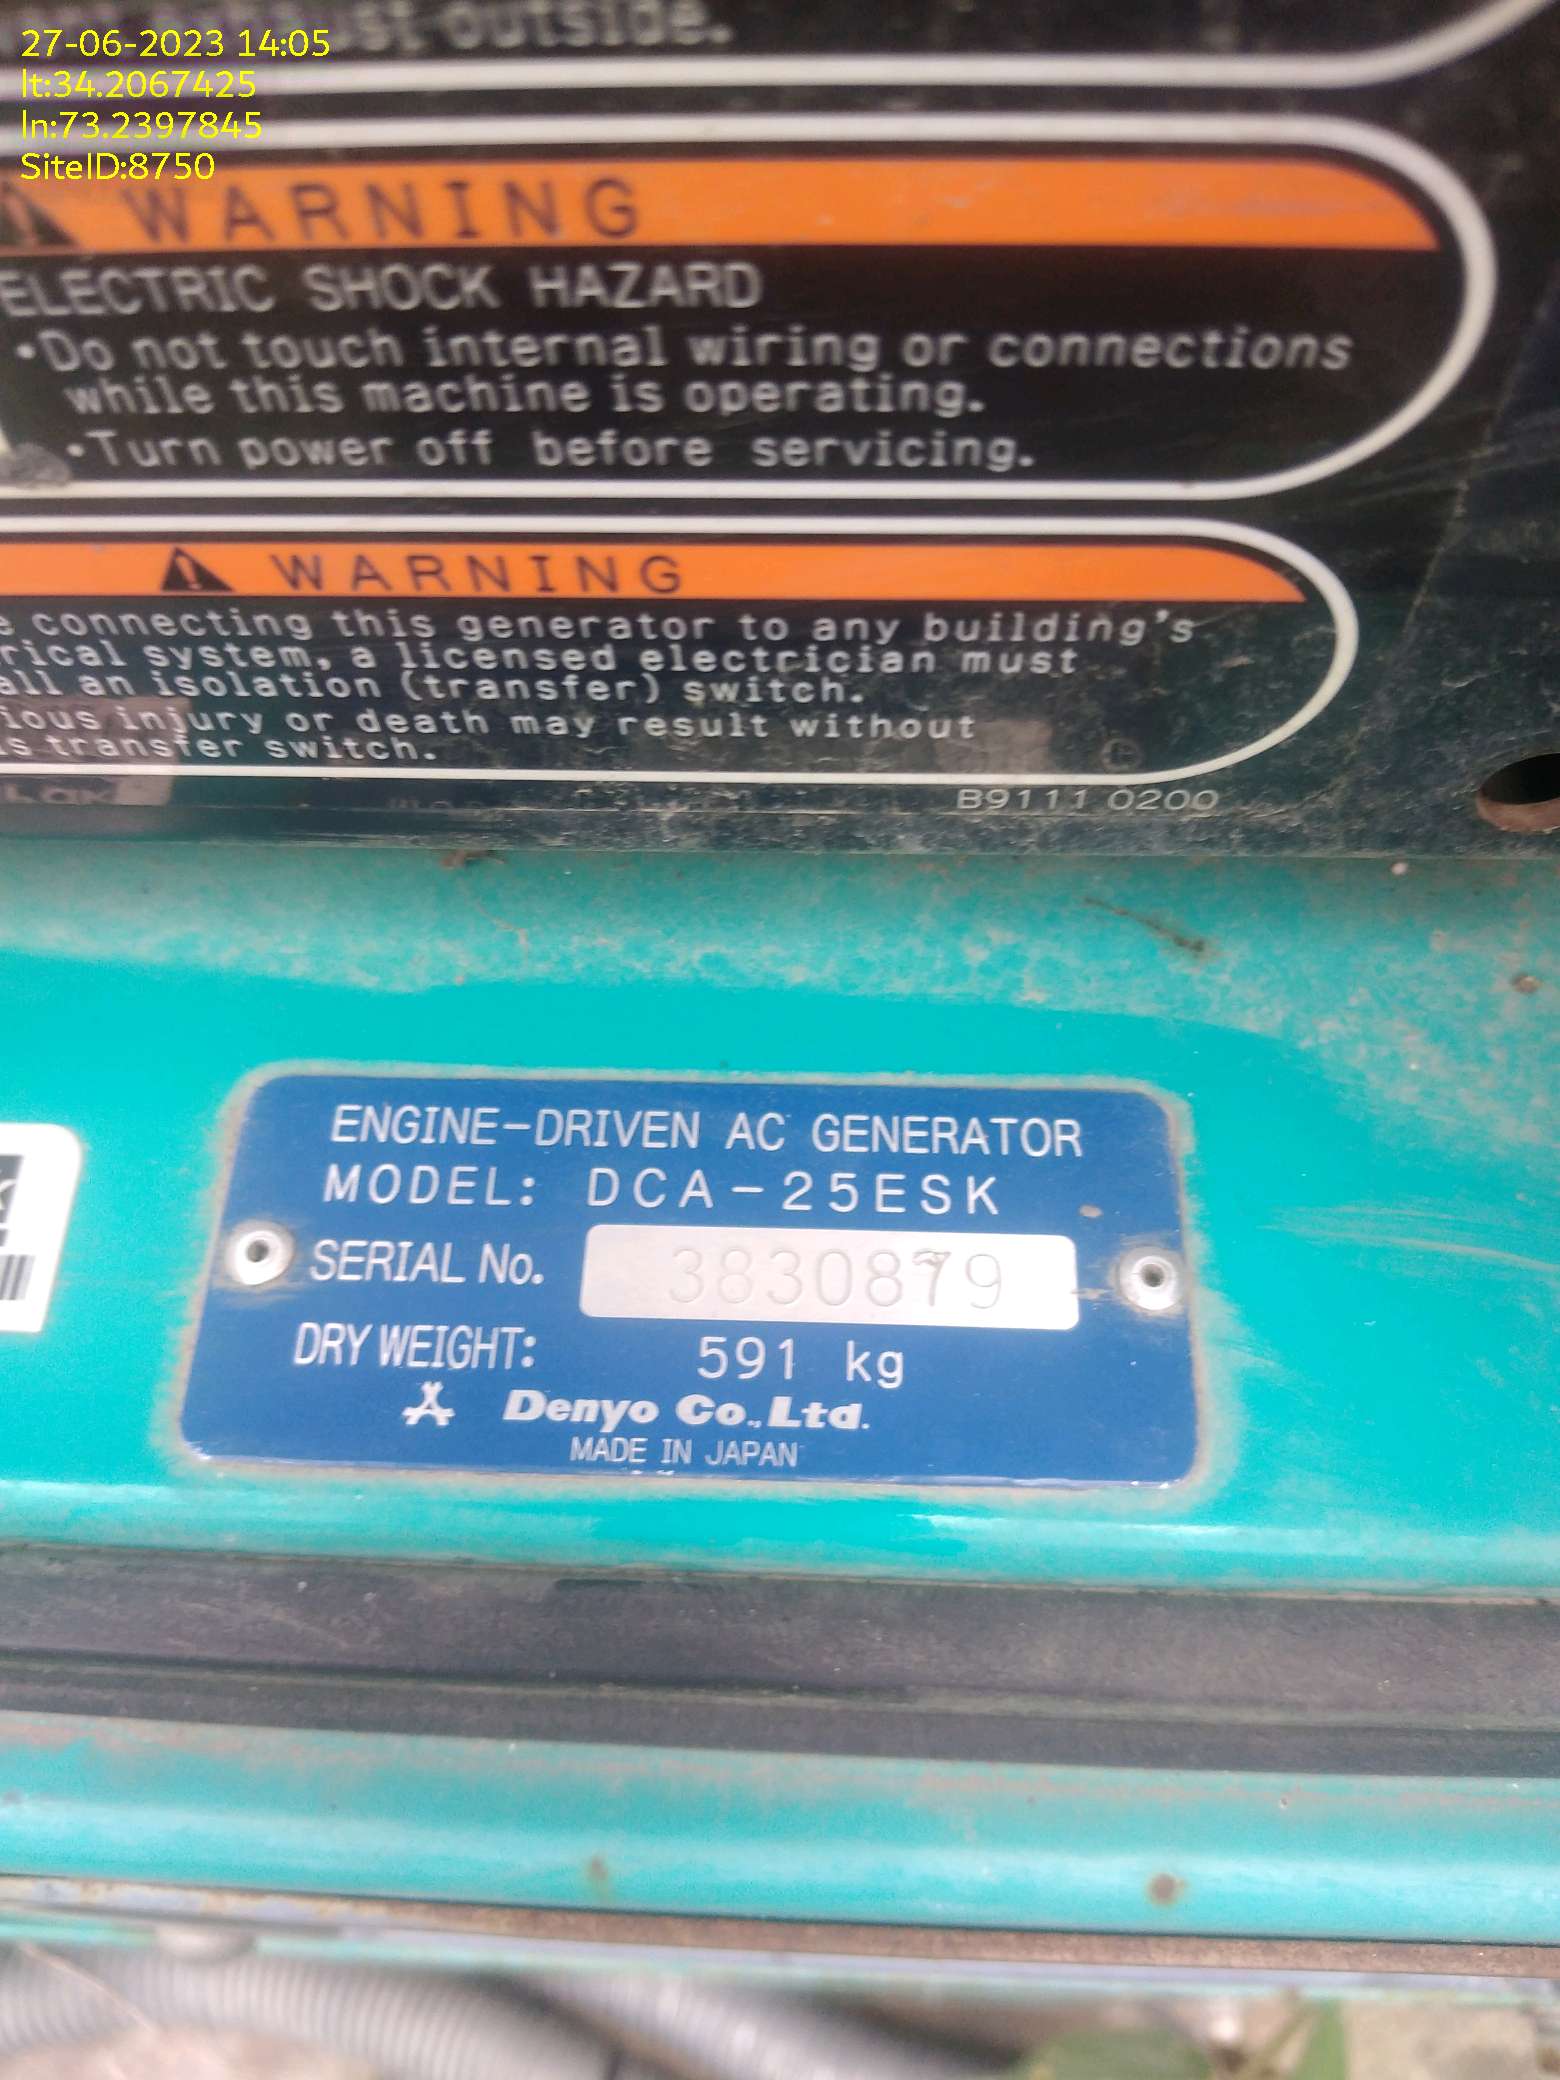 27-06-2023 14:05
lt:34.2067425
ln:73.2397845
SiteID:8750
exhaust outside.
WARNING
ELECTRIC SHOCK HAZARD
•Do not touch internal wiring or connections
while this machine is operating.
•Turn power off before servicing.
WARNING
connecting this generator to any building's
system, a licensed electrician must
an isolation (transfer) switch.
injury or death may result without
transfer switch.
B9111 0200
ENGINE-DRIVEN AC GENERATOR
MODEL: DCA-25ESK
SERIAL No. 3830879
DRY WEIGHT: 591 kg
Denyo Co., Ltd.
MADE IN JAPAN